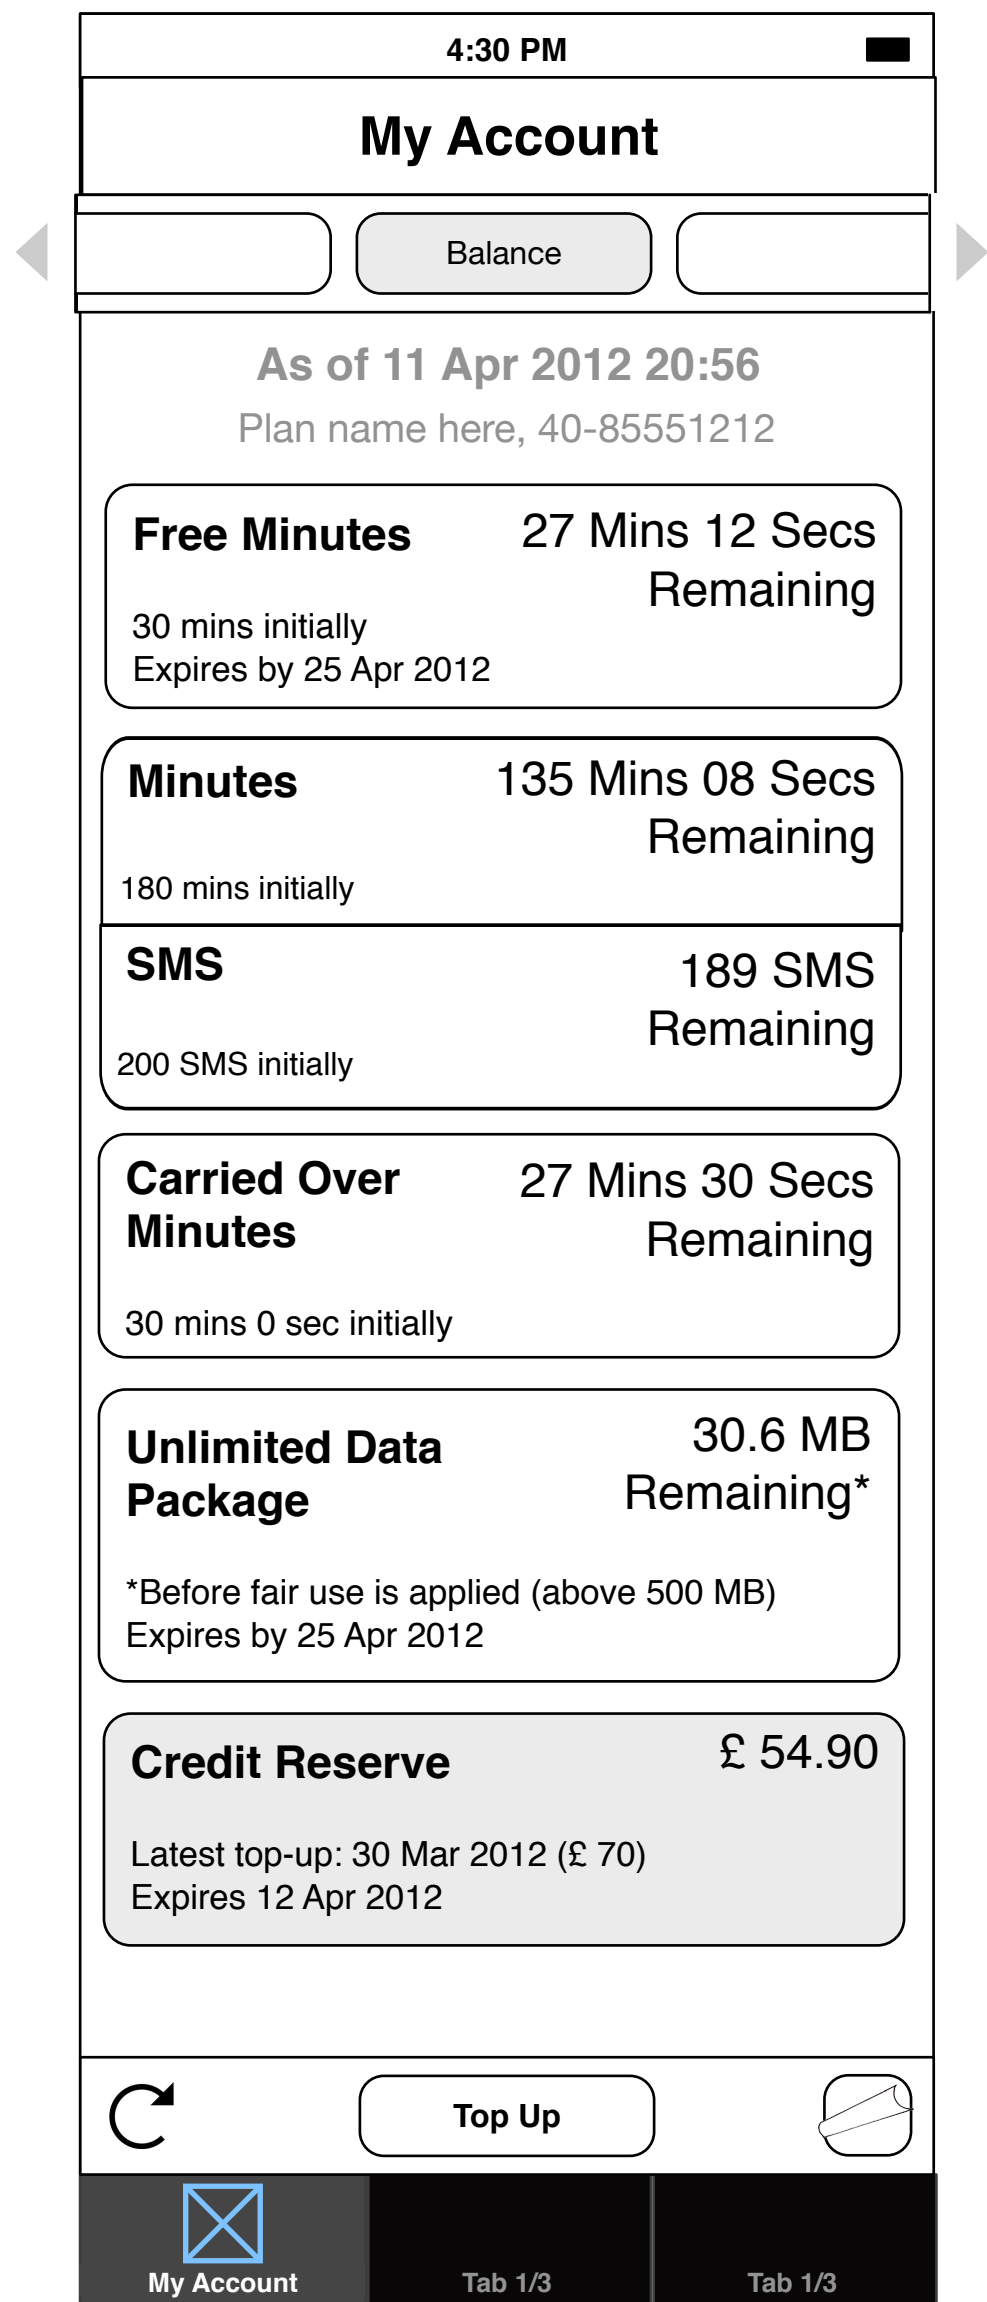 4:30 PM
My Account
Balance
As of 11 Apr 2012 20:56
Plan name here, 40-85551212
Free Minutes
27 Mins 12 Secs
Remaining
30 mins initially
Expires by 25 Apr 2012
Minutes
135 Mins 08 Secs
Remaining
180 mins initially
SMS
189 SMS
Remaining
200 SMS initially
Carried Over
Minutes
27 Mins 30 Secs
Remaining
30 mins 0 sec initially
Unlimited Data
Package
30.6 MB
Remaining*
*Before fair use is applied (above 500 MB)
Expires by 25 Apr 2012
Credit Reserve
£ 54.90
Latest top-up: 30 Mar 2012 (£ 70)
Expires 12 Apr 2012
Top Up
My Account
Tab 1/3
Tab 1/3